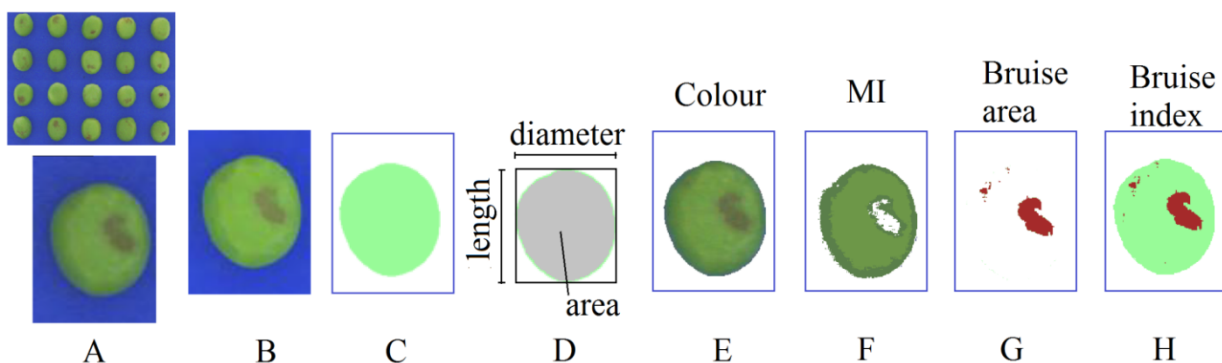 diameter
length
area
Colour
MI
Bruise
area
Bruise
index
A
B
C
D
E
F
G
H